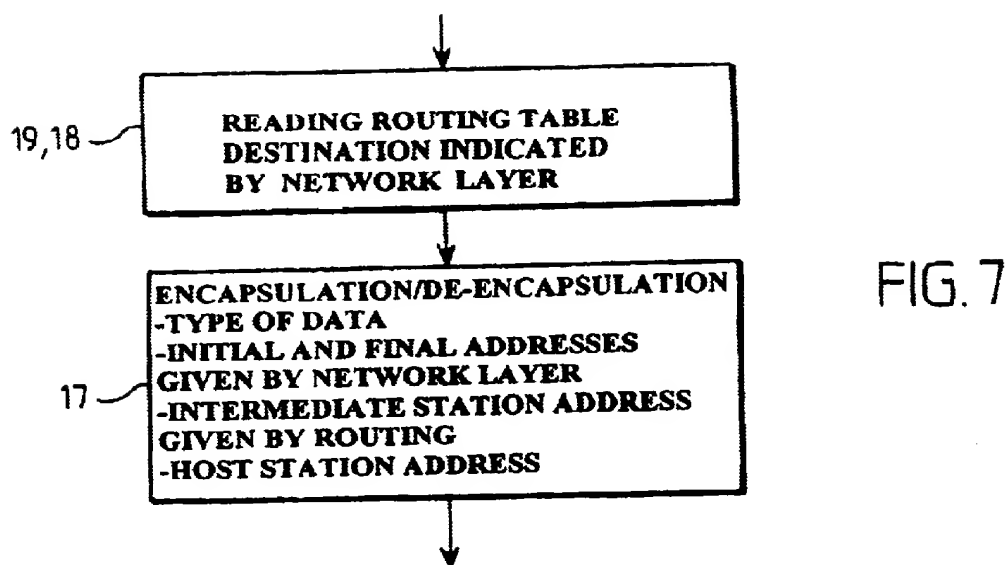 19,18
READING ROUTING TABLE
DESTINATION INDICATED
BY NETWORK LAYER
ENCAPSULATION/DE-ENCAPSULATION
-TYPE OF DATA
-INITIAL AND FINAL ADDRESSES
GIVEN BY NETWORK LAYER
-INTERMEDIATE STATION ADDRESS
GIVEN BY ROUTING
-HOST STATION ADDRESS
17
FIG. 7